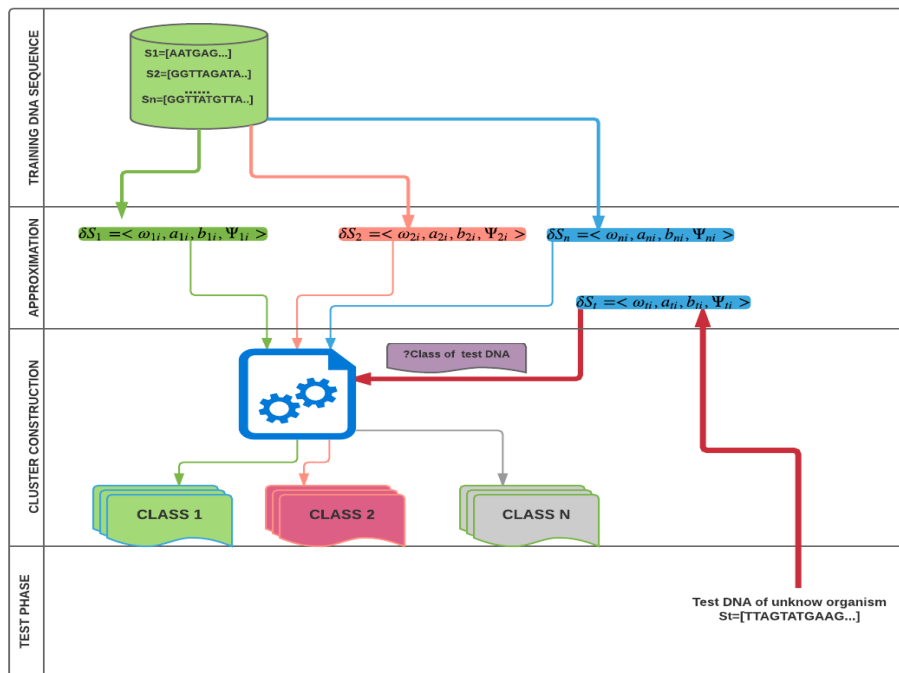 TRAINING DNA SEQUENCE
S1=[AATGAG...]
S2=[GGTTAGATA..]
......
Sn=[GGTTATGTTA..]
APPROXIMATION
δS₁ =< ω₁ᵢ, a₁ᵢ, b₁ᵢ, Ψ₁ᵢ >
δS₂ =< ω₂ᵢ, a₂ᵢ, b₂ᵢ, Ψ₂ᵢ >
δSₙ =< ωₙᵢ, aₙᵢ, bₙᵢ, Ψₙᵢ >
δSₜ =< ωₜᵢ, aₜᵢ, bₜᵢ, Ψₜᵢ >
CLUSTER CONSTRUCTION
?Class of test DNA
CLASS 1
CLASS 2
CLASS N
TEST PHASE
Test DNA of unknow organism
St=[TTAGTATGAAG...]